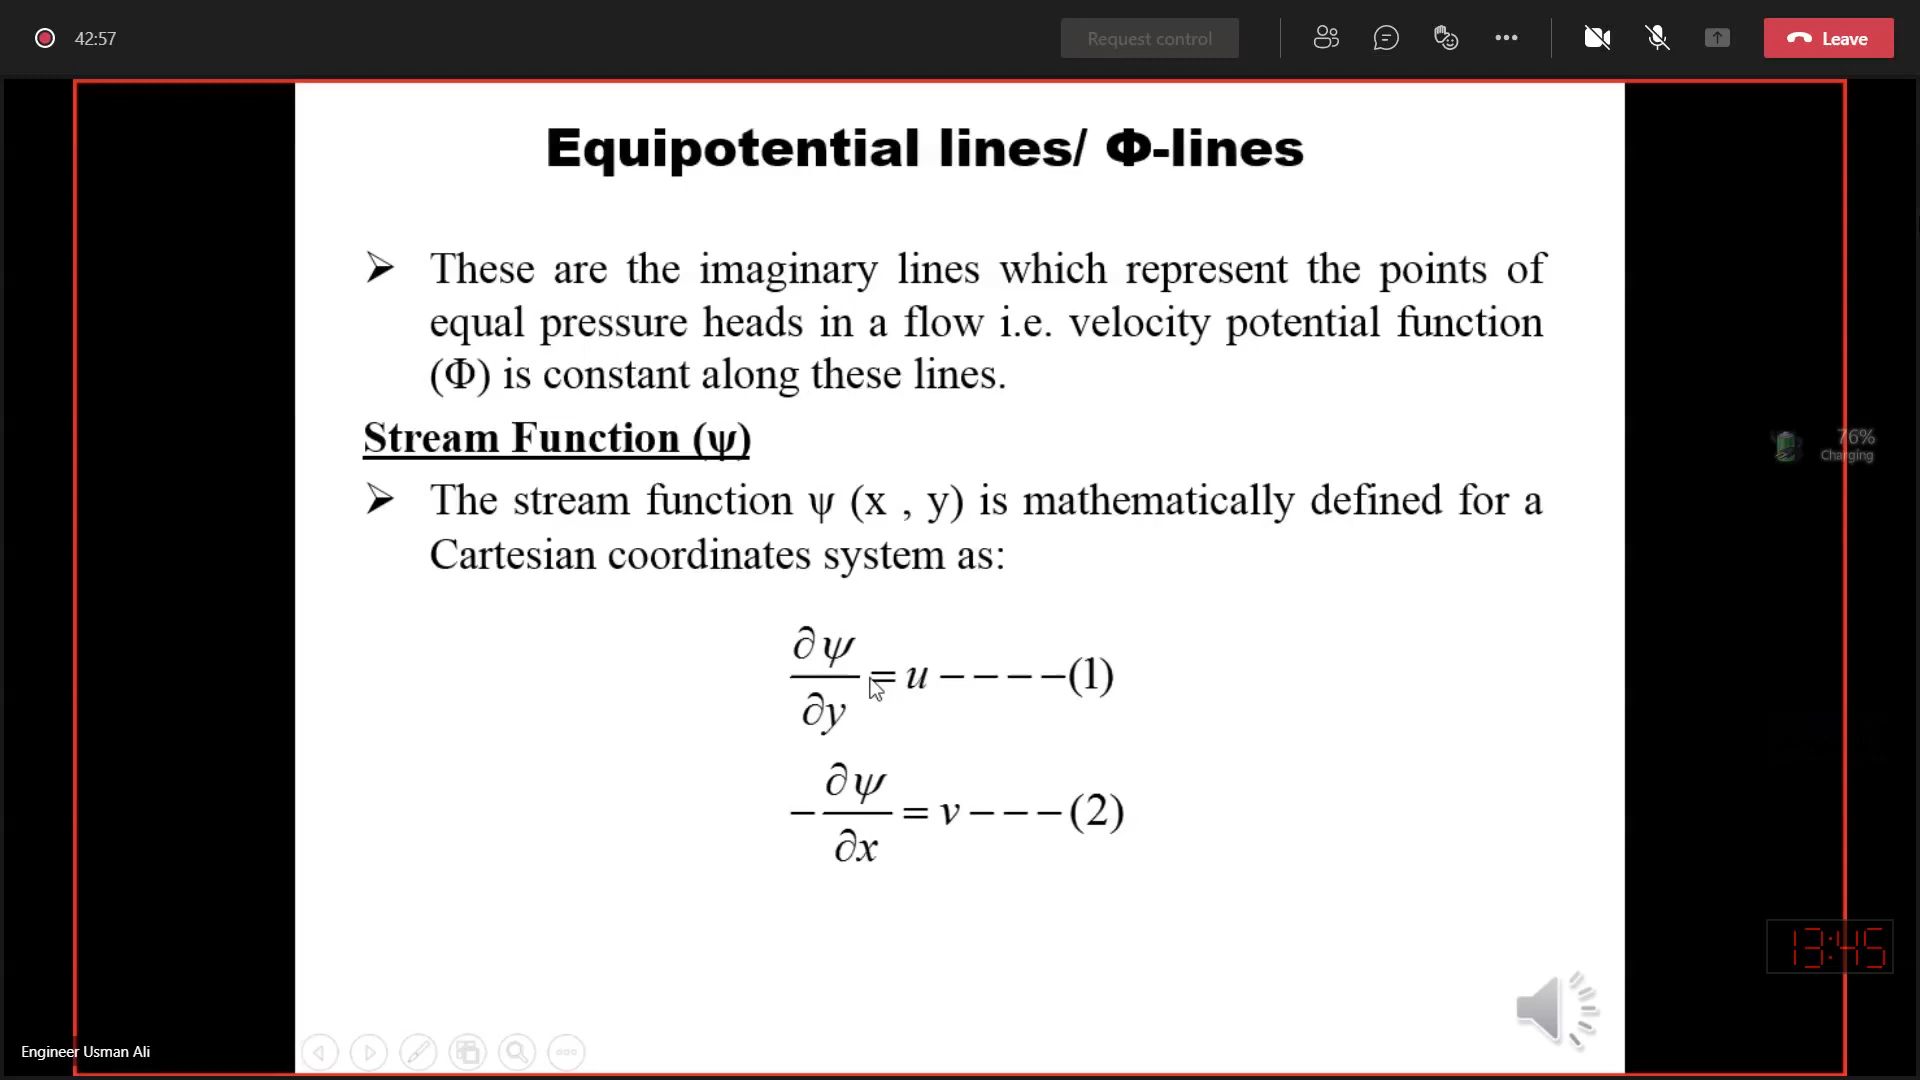 42:57
Request control
Leave
Equipotential lines/ Φ-lines
➤ These are the imaginary lines which represent the points of
equal pressure heads in a flow i.e. velocity potential function
(Φ) is constant along these lines.
Stream Function (ψ)
➤ The stream function ψ (x , y) is mathematically defined for a
Cartesian coordinates system as:
∂ψ/∂y = u − − − − (1)
−∂ψ/∂x = v − − − (2)
76%
Charging
13:45
Engineer Usman Ali